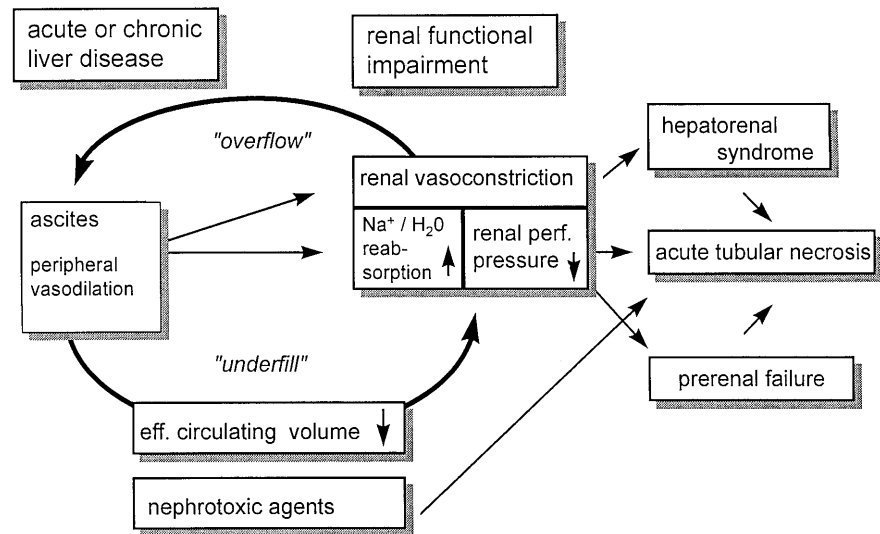 acute or chronic
liver disease
renal functional
impairment
"overflow"
hepatorenal
syndrome
renal vasoconstriction
ascites
peripheral
vasodilation
Na⁺ / H₂0
reab-
sorption
renal perf.
pressure
acute tubular necrosis
"underfill"
prerenal failure
eff. circulating volume
nephrotoxic agents